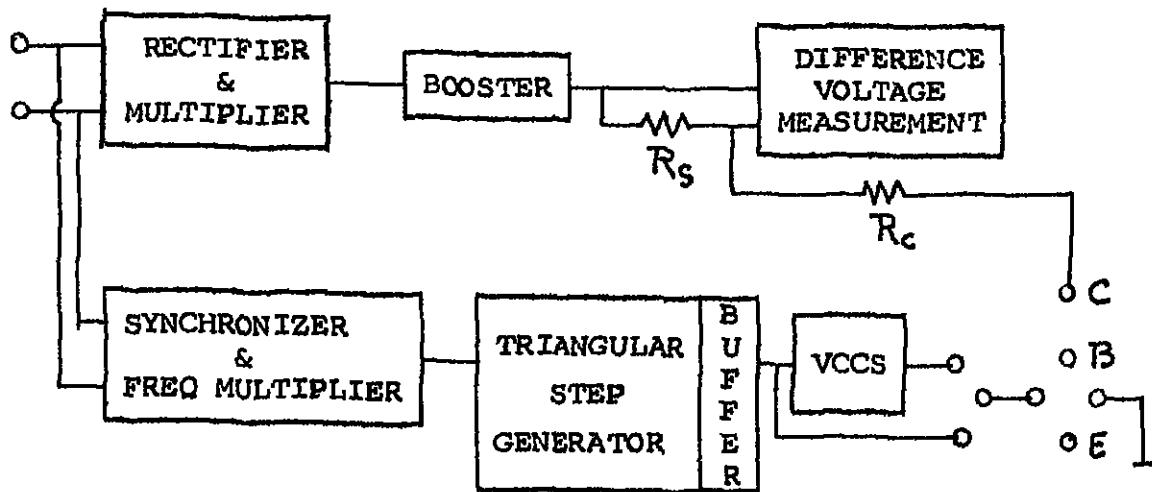 RECTIFIER
&
MULTIPLIER
BOOSTER
DIFFERENCE
VOLTAGE
MEASUREMENT
RS
RC
C
SYNCHRONIZER
&
FREQ MULTIPLIER
TRIANGULAR
STEP
GENERATOR
BUFFER
VCCS
B
E